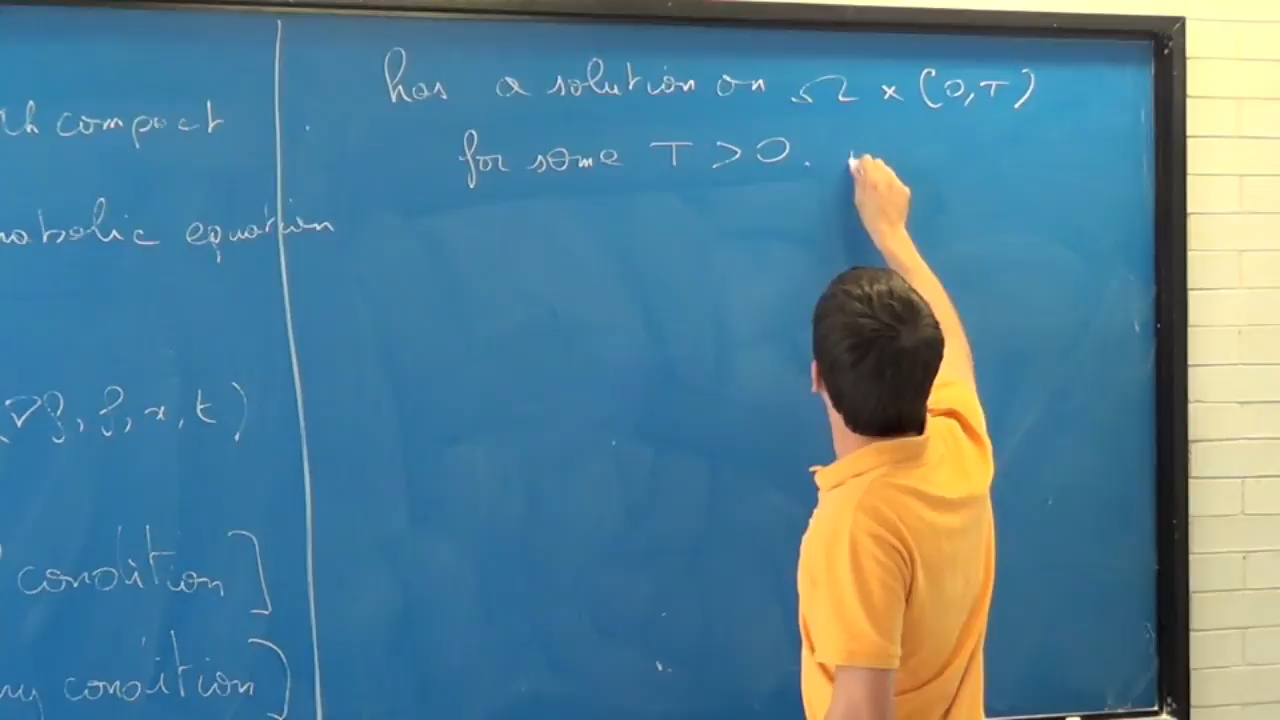 compact
equation
∇ρ, ρ, x, t)
condition]
condition)
has a solution on Ω × (0,T)
for some T > 0.